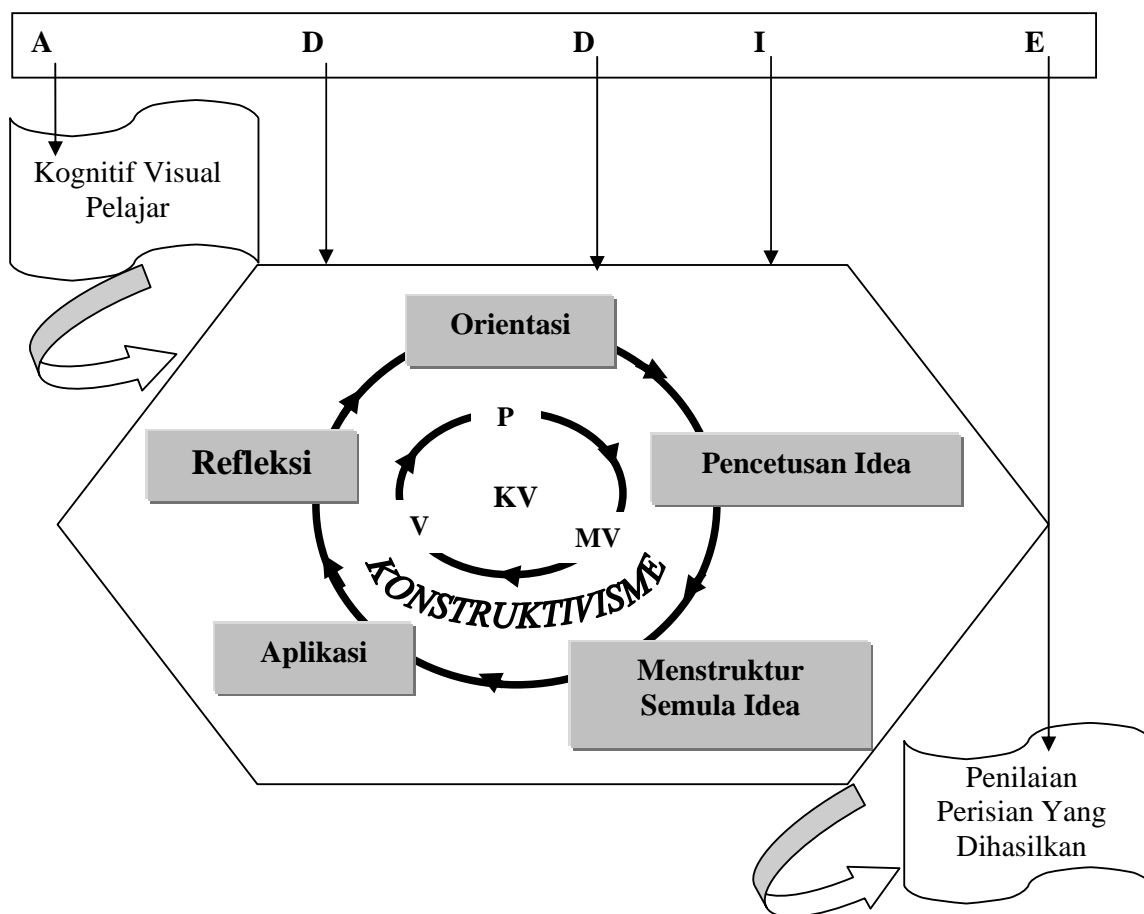 A D D I E
Kognitif Visual
Pelajar
Orientasi
P
Refleksi
Pencetusan Idea
KV
V
MV
KONSTRUKTIVISME
Aplikasi
Menstruktur
Semula Idea
Penilaian
Perisian Yang
Dihasilkan